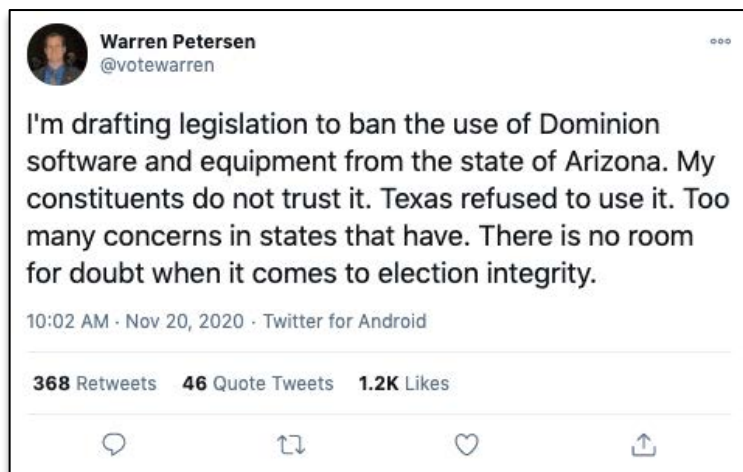 Warren Petersen
@votewarren
I'm drafting legislation to ban the use of Dominion
software and equipment from the state of Arizona. My
constituents do not trust it. Texas refused to use it. Too
many concerns in states that have. There is no room
for doubt when it comes to election integrity.
10:02 AM · Nov 20, 2020 · Twitter for Android
368 Retweets 46 Quote Tweets 1.2K Likes